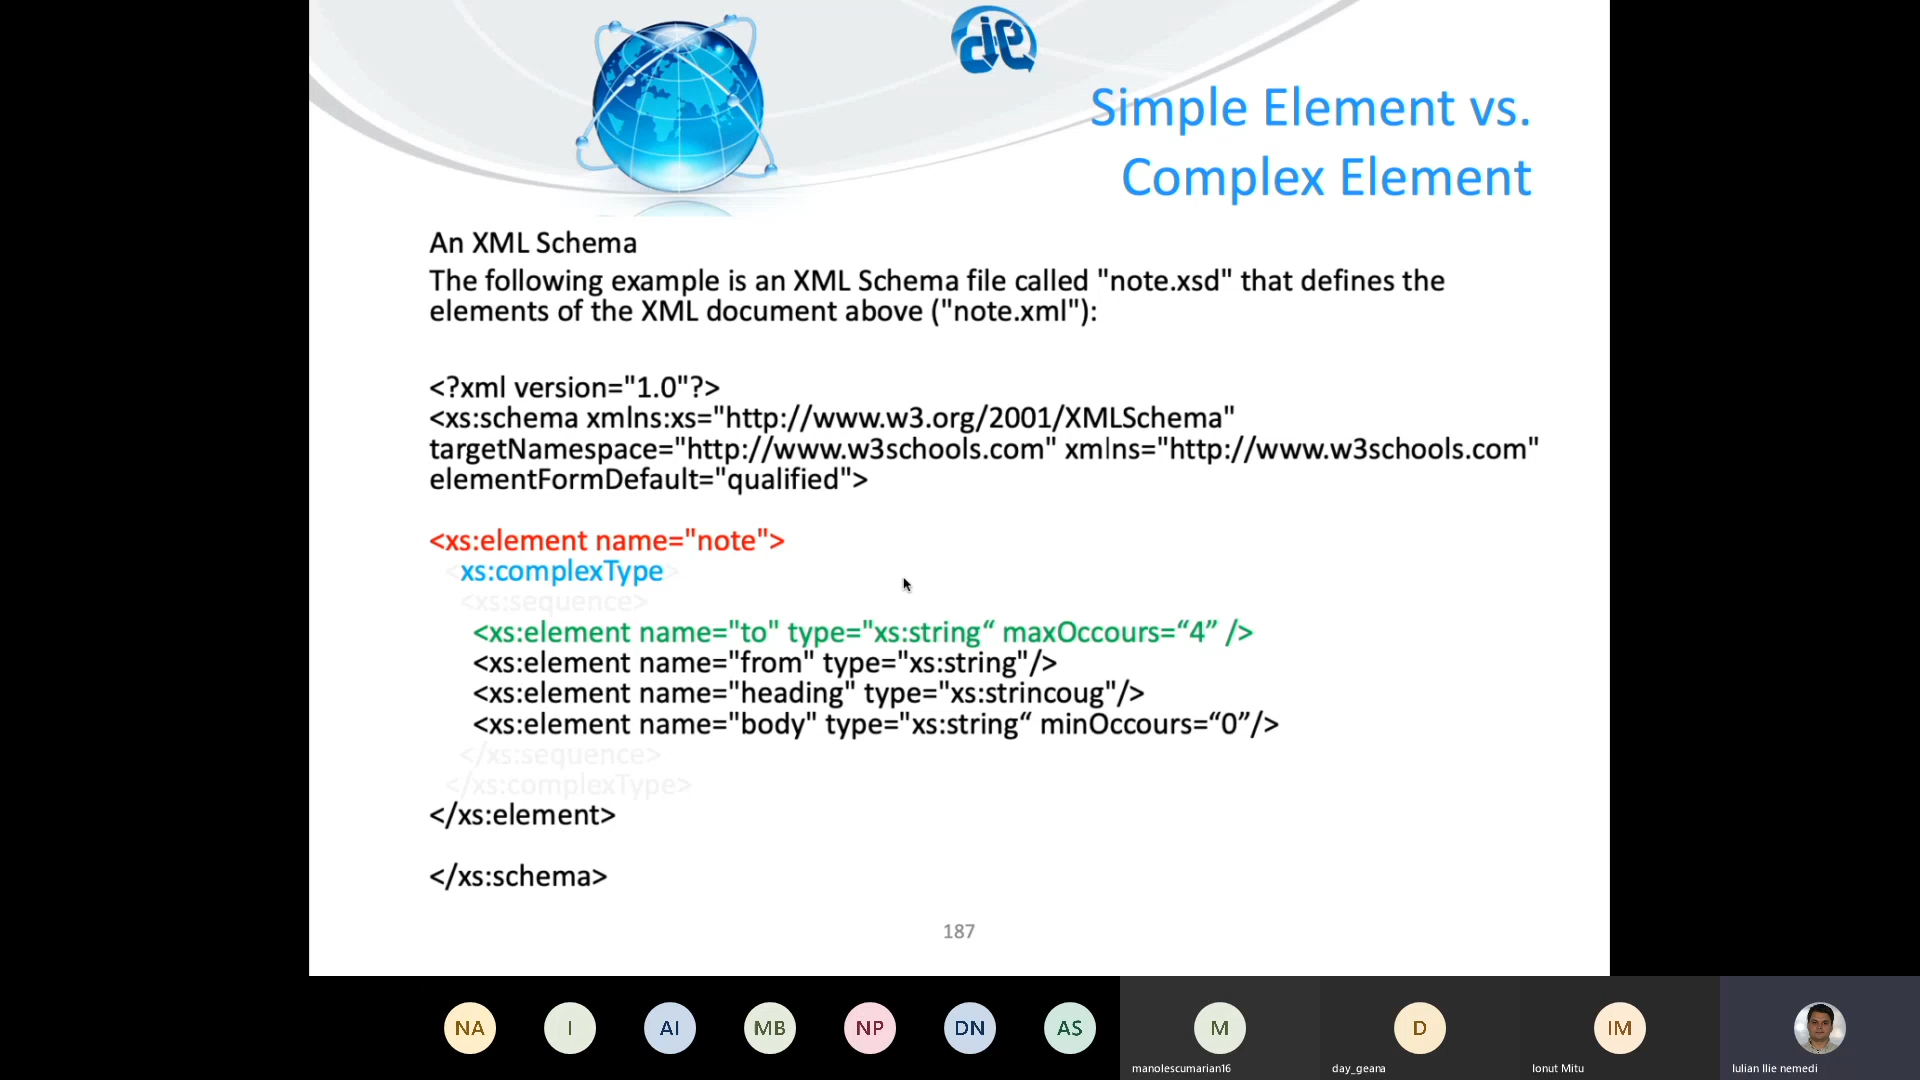 Simple Element vs.
Complex Element
An XML Schema
The following example is an XML Schema file called "note.xsd" that defines the
elements of the XML document above ("note.xml"):
<?xml version="1.0"?>
<xs:schema xmlns:xs="http://www.w3.org/2001/XMLSchema"
targetNamespace="http://www.w3schools.com" xmlns="http://www.w3schools.com"
elementFormDefault="qualified">
<xs:element name="note">
<xs:complexType>
<xs:sequence>
<xs:element name="to" type="xs:string“ maxOccours=“4” />
<xs:element name="from" type="xs:string"/>
<xs:element name="heading" type="xs:strincoug"/>
<xs:element name="body" type="xs:string“ minOccours=“0”/>
</xs:sequence>
</xs:complexType>
</xs:element>
</xs:schema>
187
NA
I
AI
MB
NP
DN
AS
M
D
IM
manolescumarian16
day_geana
Ionut Mitu
Iulian Ilie nemedi